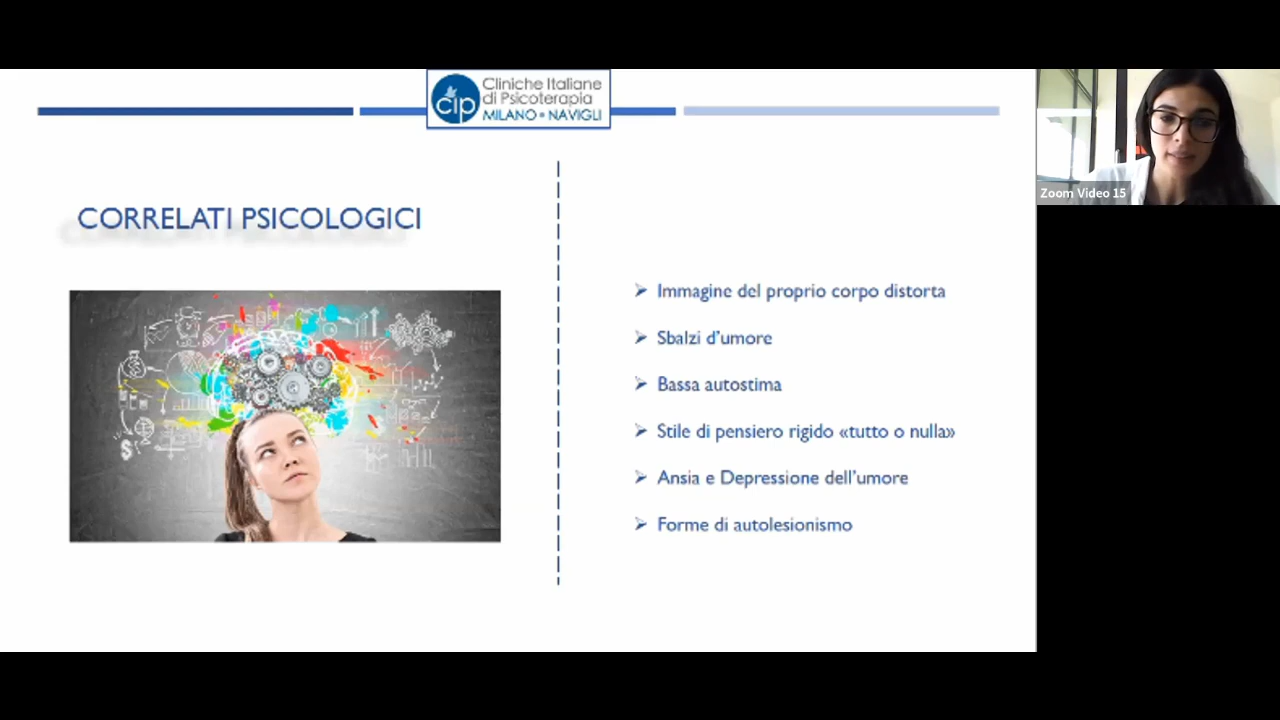 Cliniche Italiane
di Psicoterapia
cip
MILANO • NAVIGLI
Zoom Video 15
CORRELATI PSICOLOGICI
Immagine del proprio corpo distorta
Sbalzi d'umore
Bassa autostima
Stile di pensiero rigido «tutto o nulla»
Ansia e Depressione dell'umore
Forme di autolesionismo